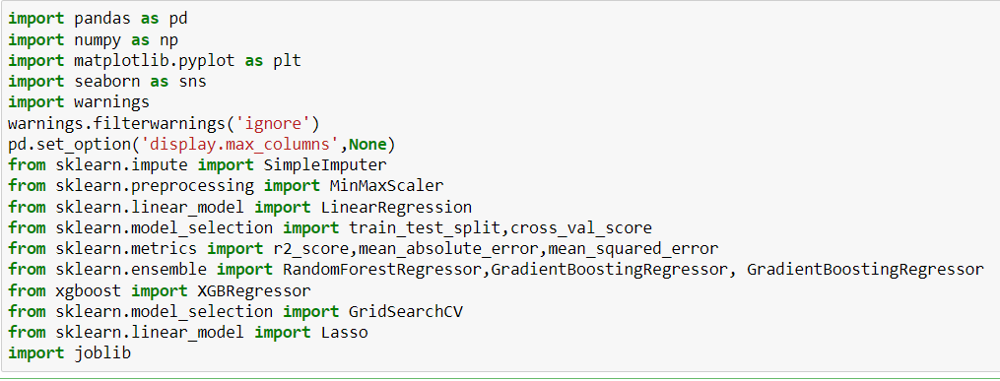 import pandas as pd
import numpy as np
import matplotlib.pyplot as plt
import seaborn as sns
import warnings
warnings.filterwarnings('ignore')
pd.set_option('display.max_columns',None)
from sklearn.impute import SimpleImputer
from sklearn.preprocessing import MinMaxScaler
from sklearn.linear_model import LinearRegression
from sklearn.model_selection import train_test_split,cross_val_score
from sklearn.metrics import r2_score,mean_absolute_error,mean_squared_error
from sklearn.ensemble import RandomForestRegressor,GradientBoostingRegressor, GradientBoostingRegressor
from xgboost import XGBRegressor
from sklearn.model_selection import GridSearchCV
from sklearn.linear_model import Lasso
import joblib